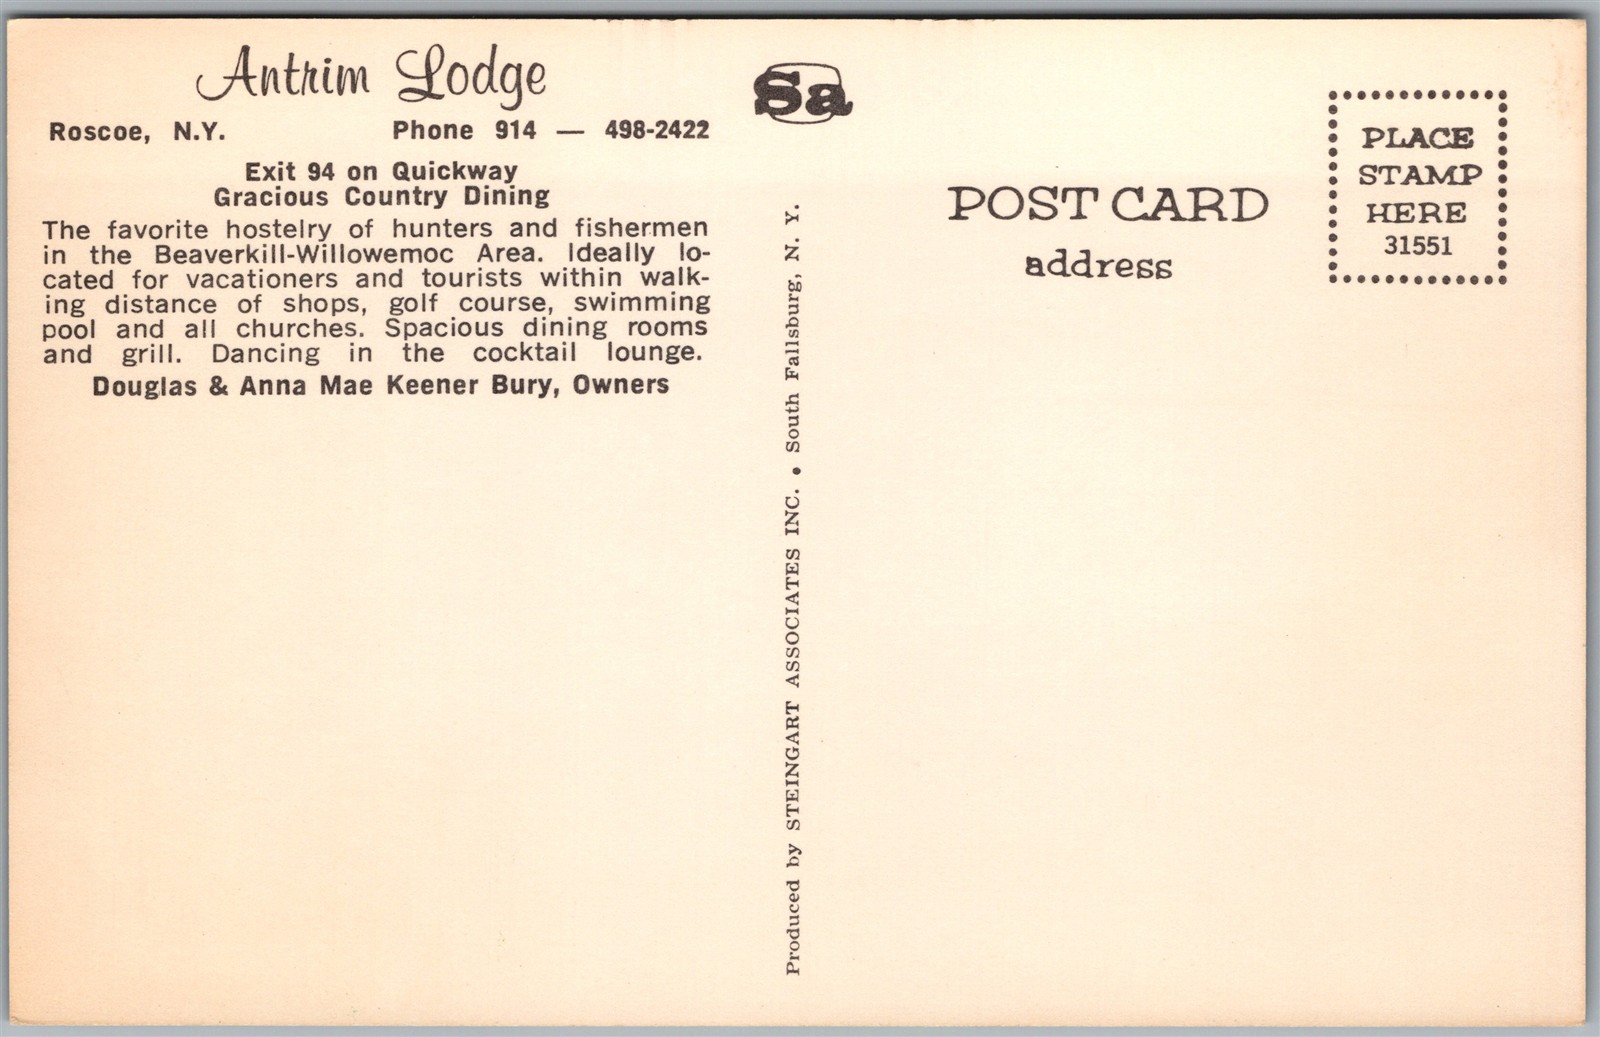 Antrim Lodge
Roscoe, N.Y. Phone 914 — 498-2422
Exit 94 on Quickway
Gracious Country Dining
The favorite hostelry of hunters and fishermen
in the Beaverkill-Willowemoc Area. Ideally lo-
cated for vacationers and tourists within walk-
ing distance of shops, golf course, swimming
pool and all churches. Spacious dining rooms
and grill. Dancing in the cocktail lounge.
Douglas & Anna Mae Keener Bury, Owners
Sa
Produced by STEINGART ASSOCIATES INC. • South Fallsburg, N. Y.
POST CARD
address
PLACE
STAMP
HERE
31551